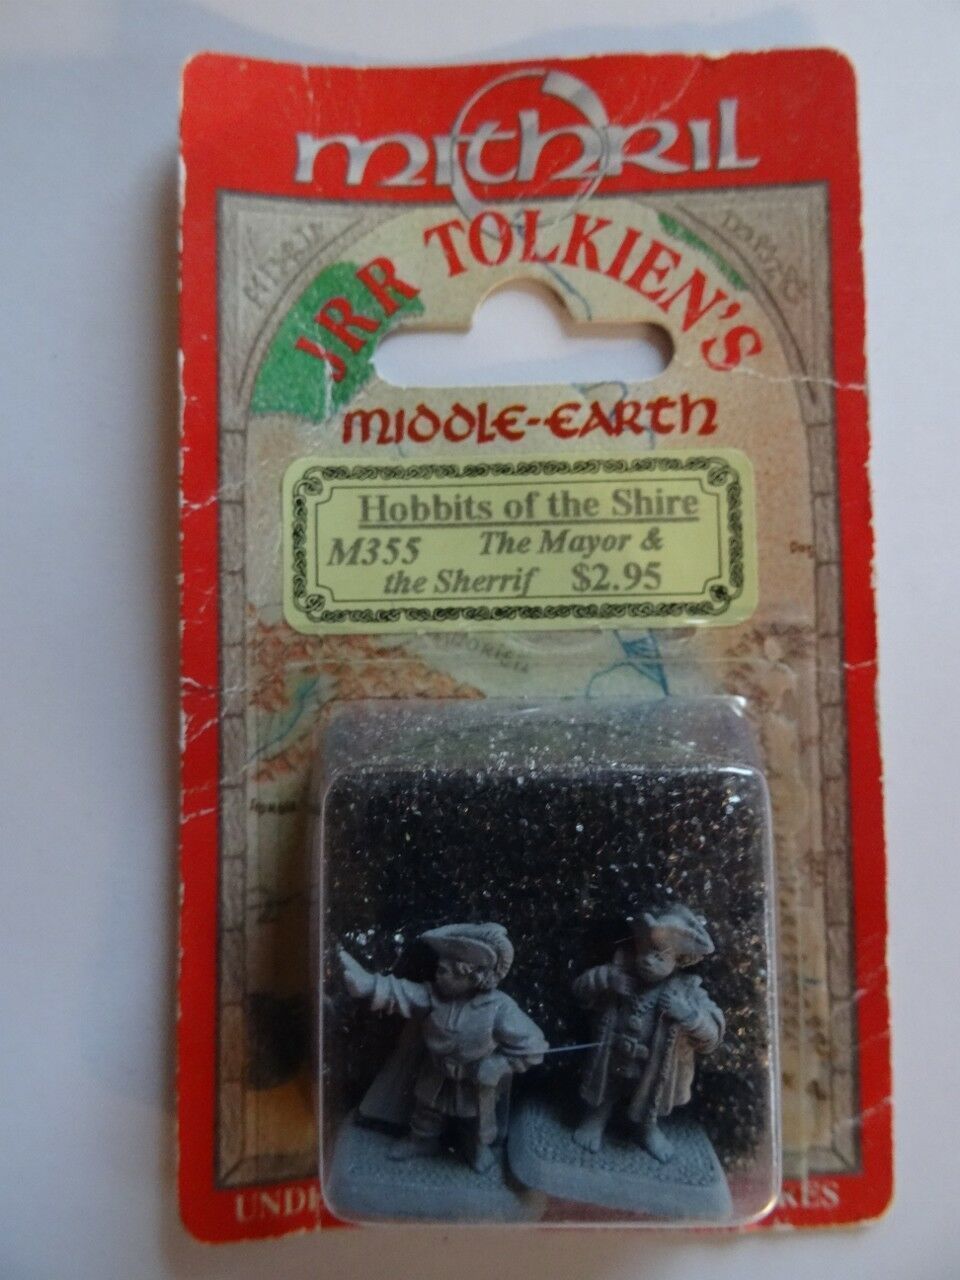 mithril
JRR TOLKIEN'S
MIDDLE-EARTH
Hobbits of the Shire
M355 The Mayor &
the Sherrif $2.95